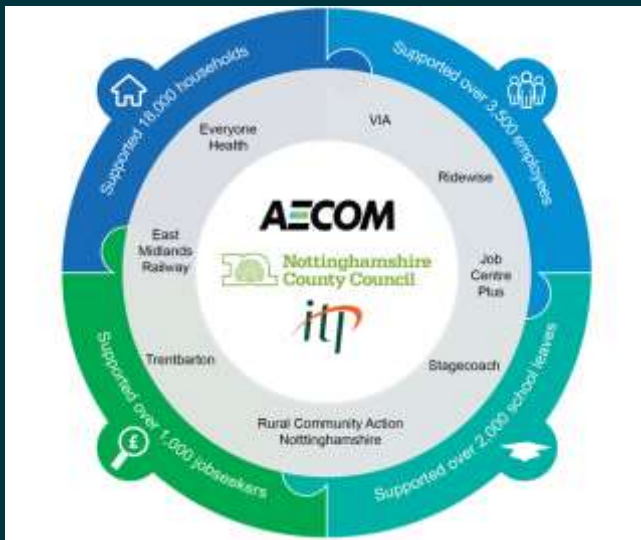 Supported 18,000 households
Supported over 3,500 employees
Everyone
Health
VIA
Ridewise
AECOM
East
Midlands
Railway
Nottinghamshire
County Council
Job
Centre
Plus
itp
Trentbarton
Stagecoach
Rural Community Action
Notttinghamshire
£
Supported over 1,000 jobseekers
Supported over 2,000 school leaves